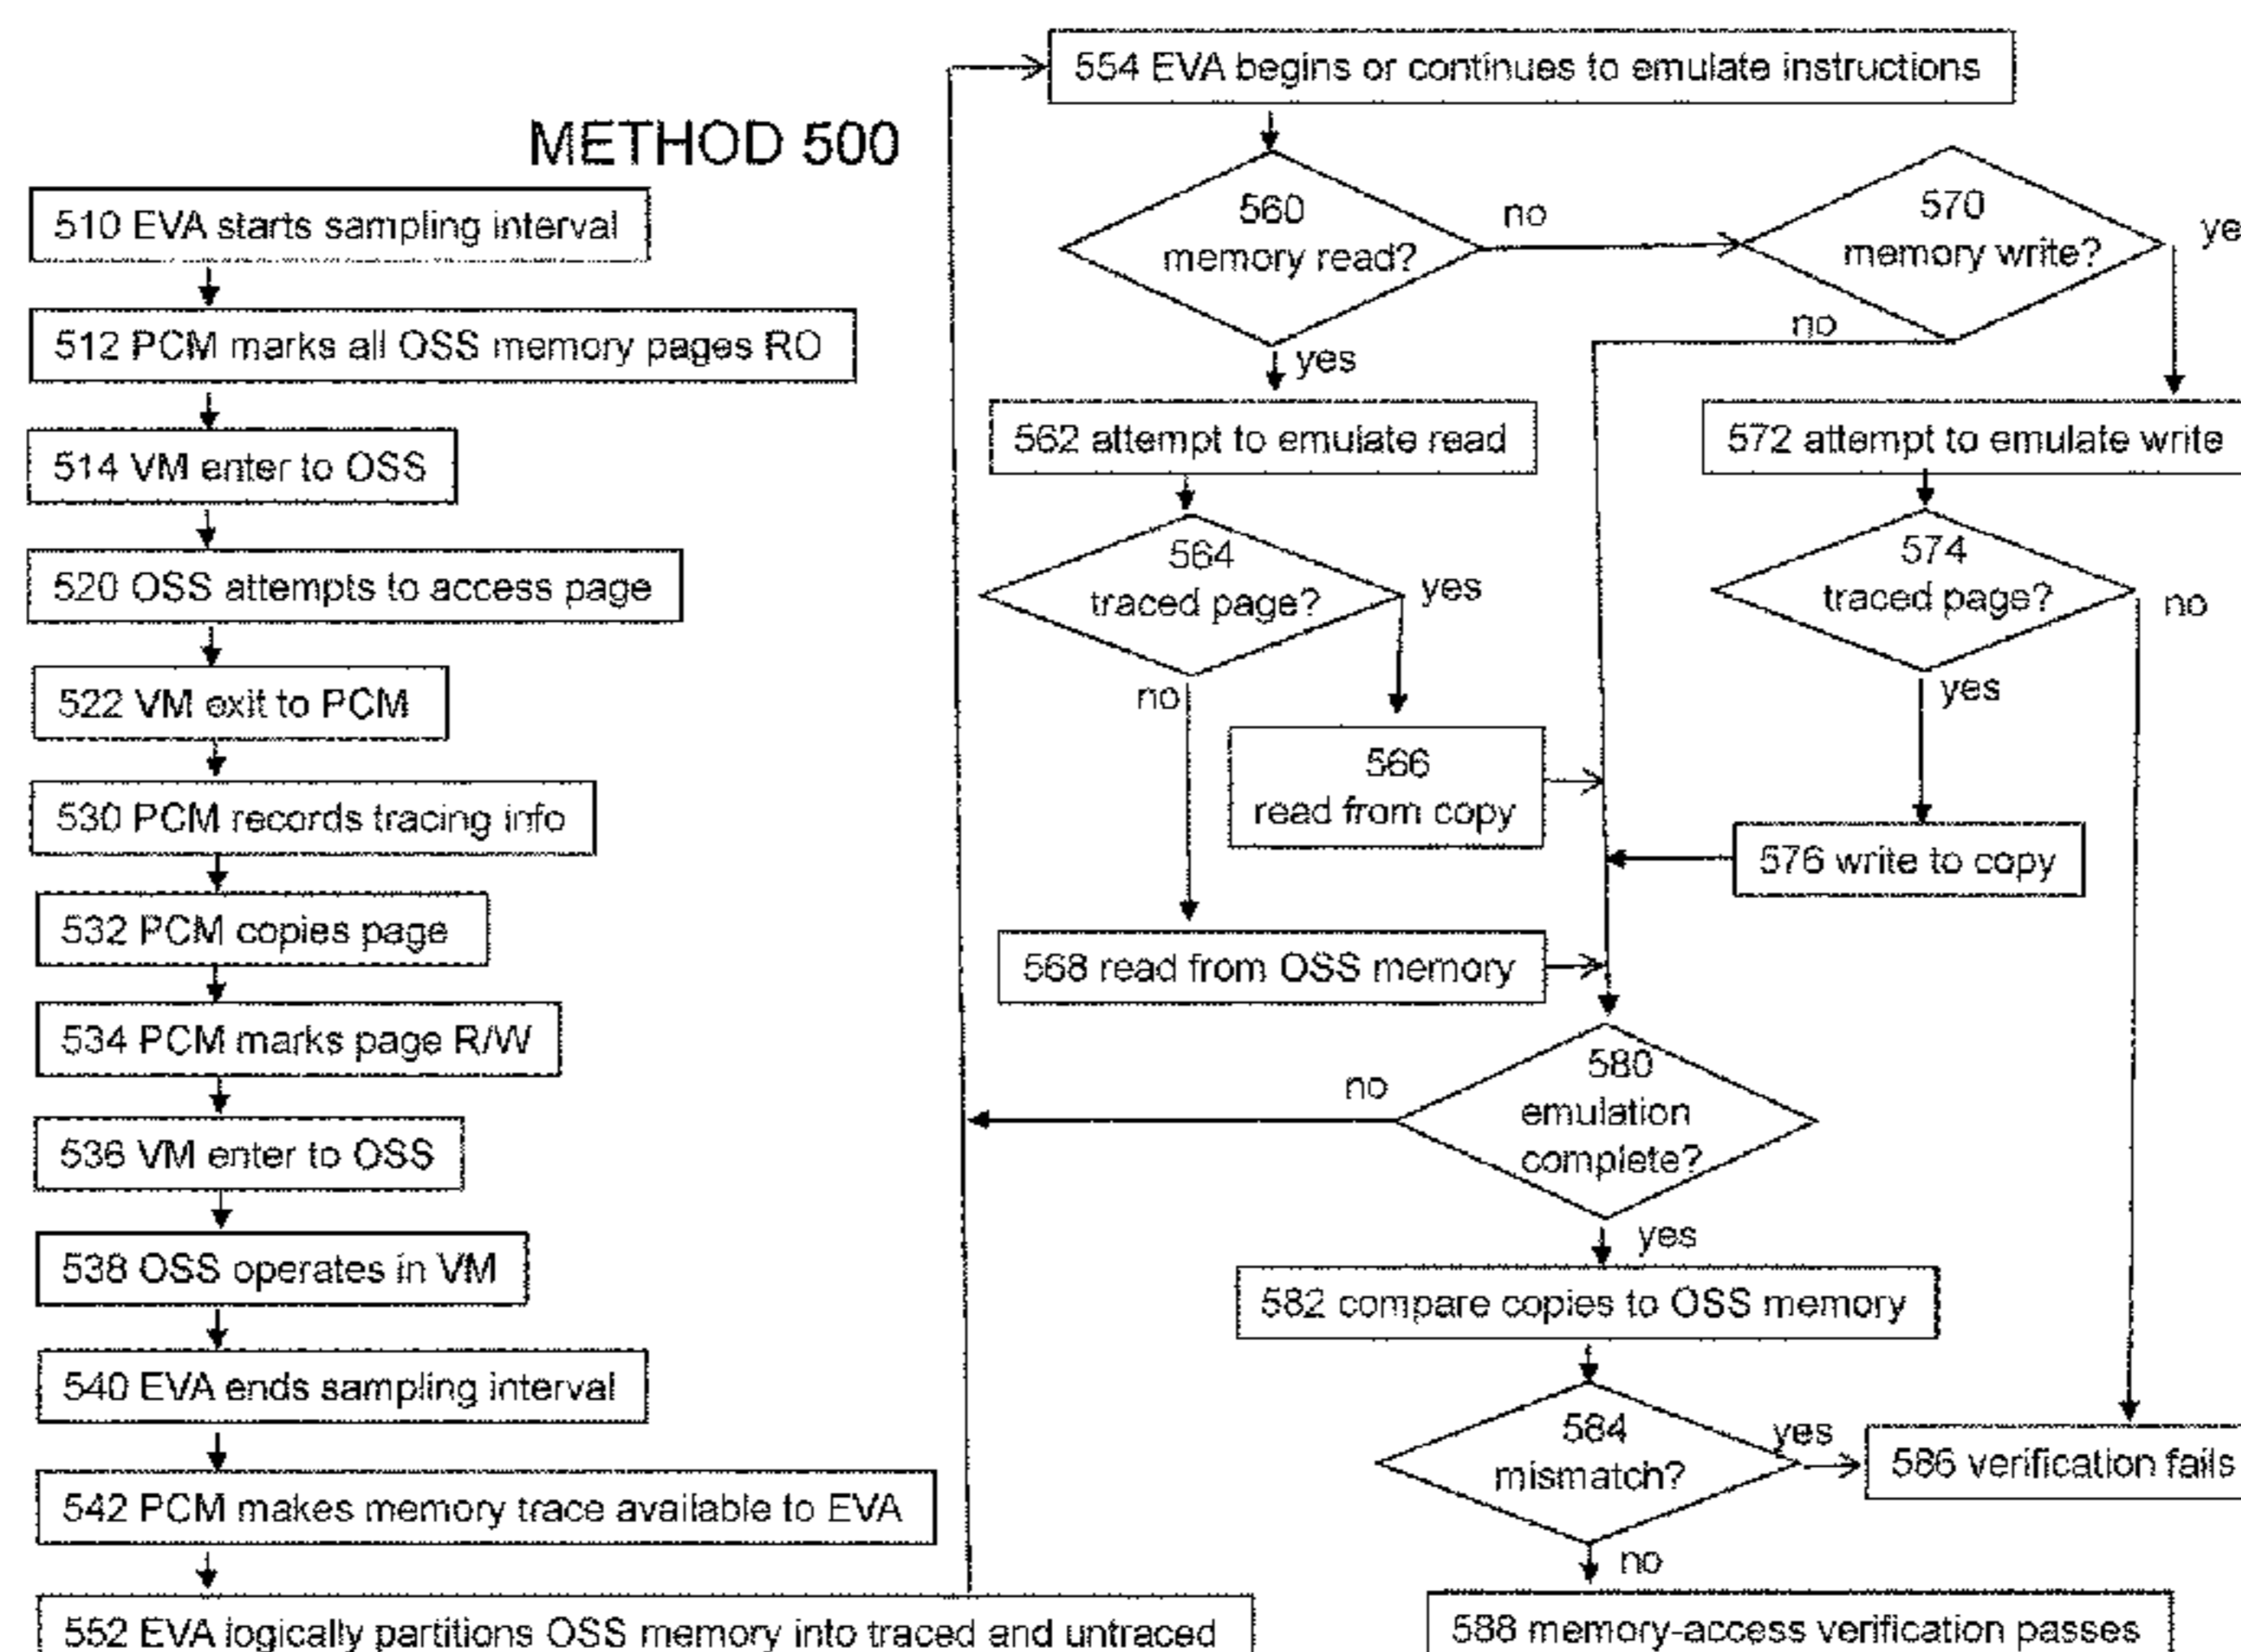 METHOD 500
510 EVA starts sampling interval
512 PCM marks all OSS memory pages RO
514 VM enter to OSS
520 OSS attempts to access page
522 VM exit to PCM
530 PCM records tracing info
532 PCM copies page
534 PCM marks page R/W
536 VM enter to OSS
538 OSS operates in VM
540 EVA ends sampling interval
542 PCM makes memory trace available to EVA
552 EVA logically partitions OSS memory into traced and untraced
554 EVA begins or continues to emulate instructions
560
memory read?
no
yes
570
memory write?
ye
no
562 attempt to emulate read
572 attempt to emulate write
564
traced page?
yes
no
574
traced page?
no
yes
566
read from copy
576 write to copy
568 read from OSS memory
580
emulation
complete?
no
yes
582 compare copies to OSS memory
584
mismatch?
yes
no
586 verification fails
588 memory-access verification passes